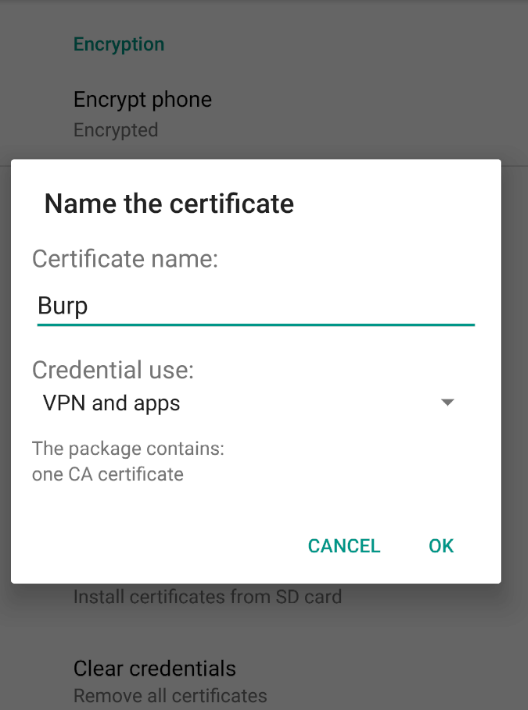 Encryption
Encrypt phone
Encrypted
Name the certificate
Certificate name:
Burp
Credential use:
VPN and apps
The package contains:
one CA certificate
CANCEL OK
Install certificates from SD card
Clear credentials
Remove all certificates